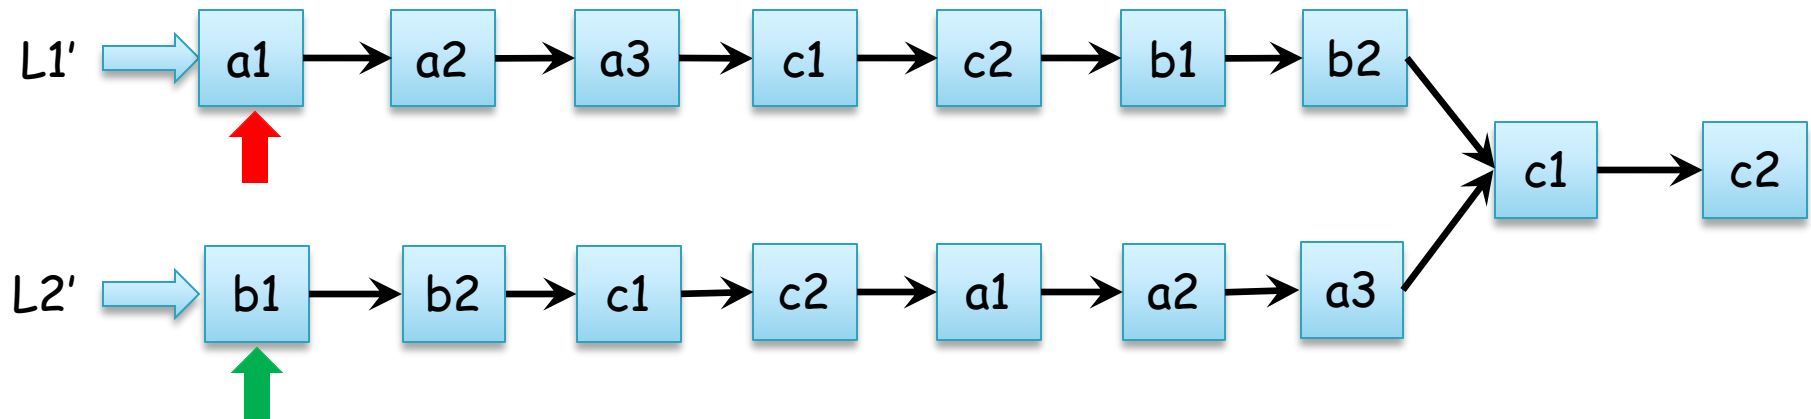 L1' a1 a2 a3 c1 c2 b1 b2
c1 c2
L2' b1 b2 c1 c2 a1 a2 a3